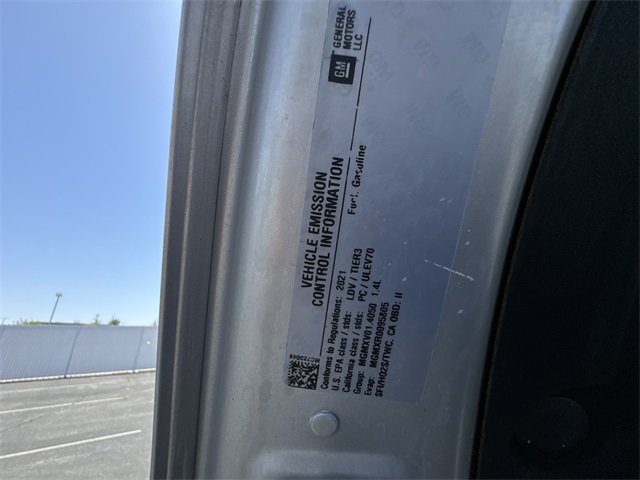 GM
GENERAL
MOTORS
LLC
VEHICLE EMISSION
CONTROL INFORMATION
Fuel: Gasoline
Conforms to Regulations: 2021
U.S. EPA class / stds: LDV / TIER3
California class / stds: PC / ULEV70
Group: MGMXV01.4050 1.4L
Evap: MGMXR0095805
SFI/HO2S/TWC, CA OBD: II